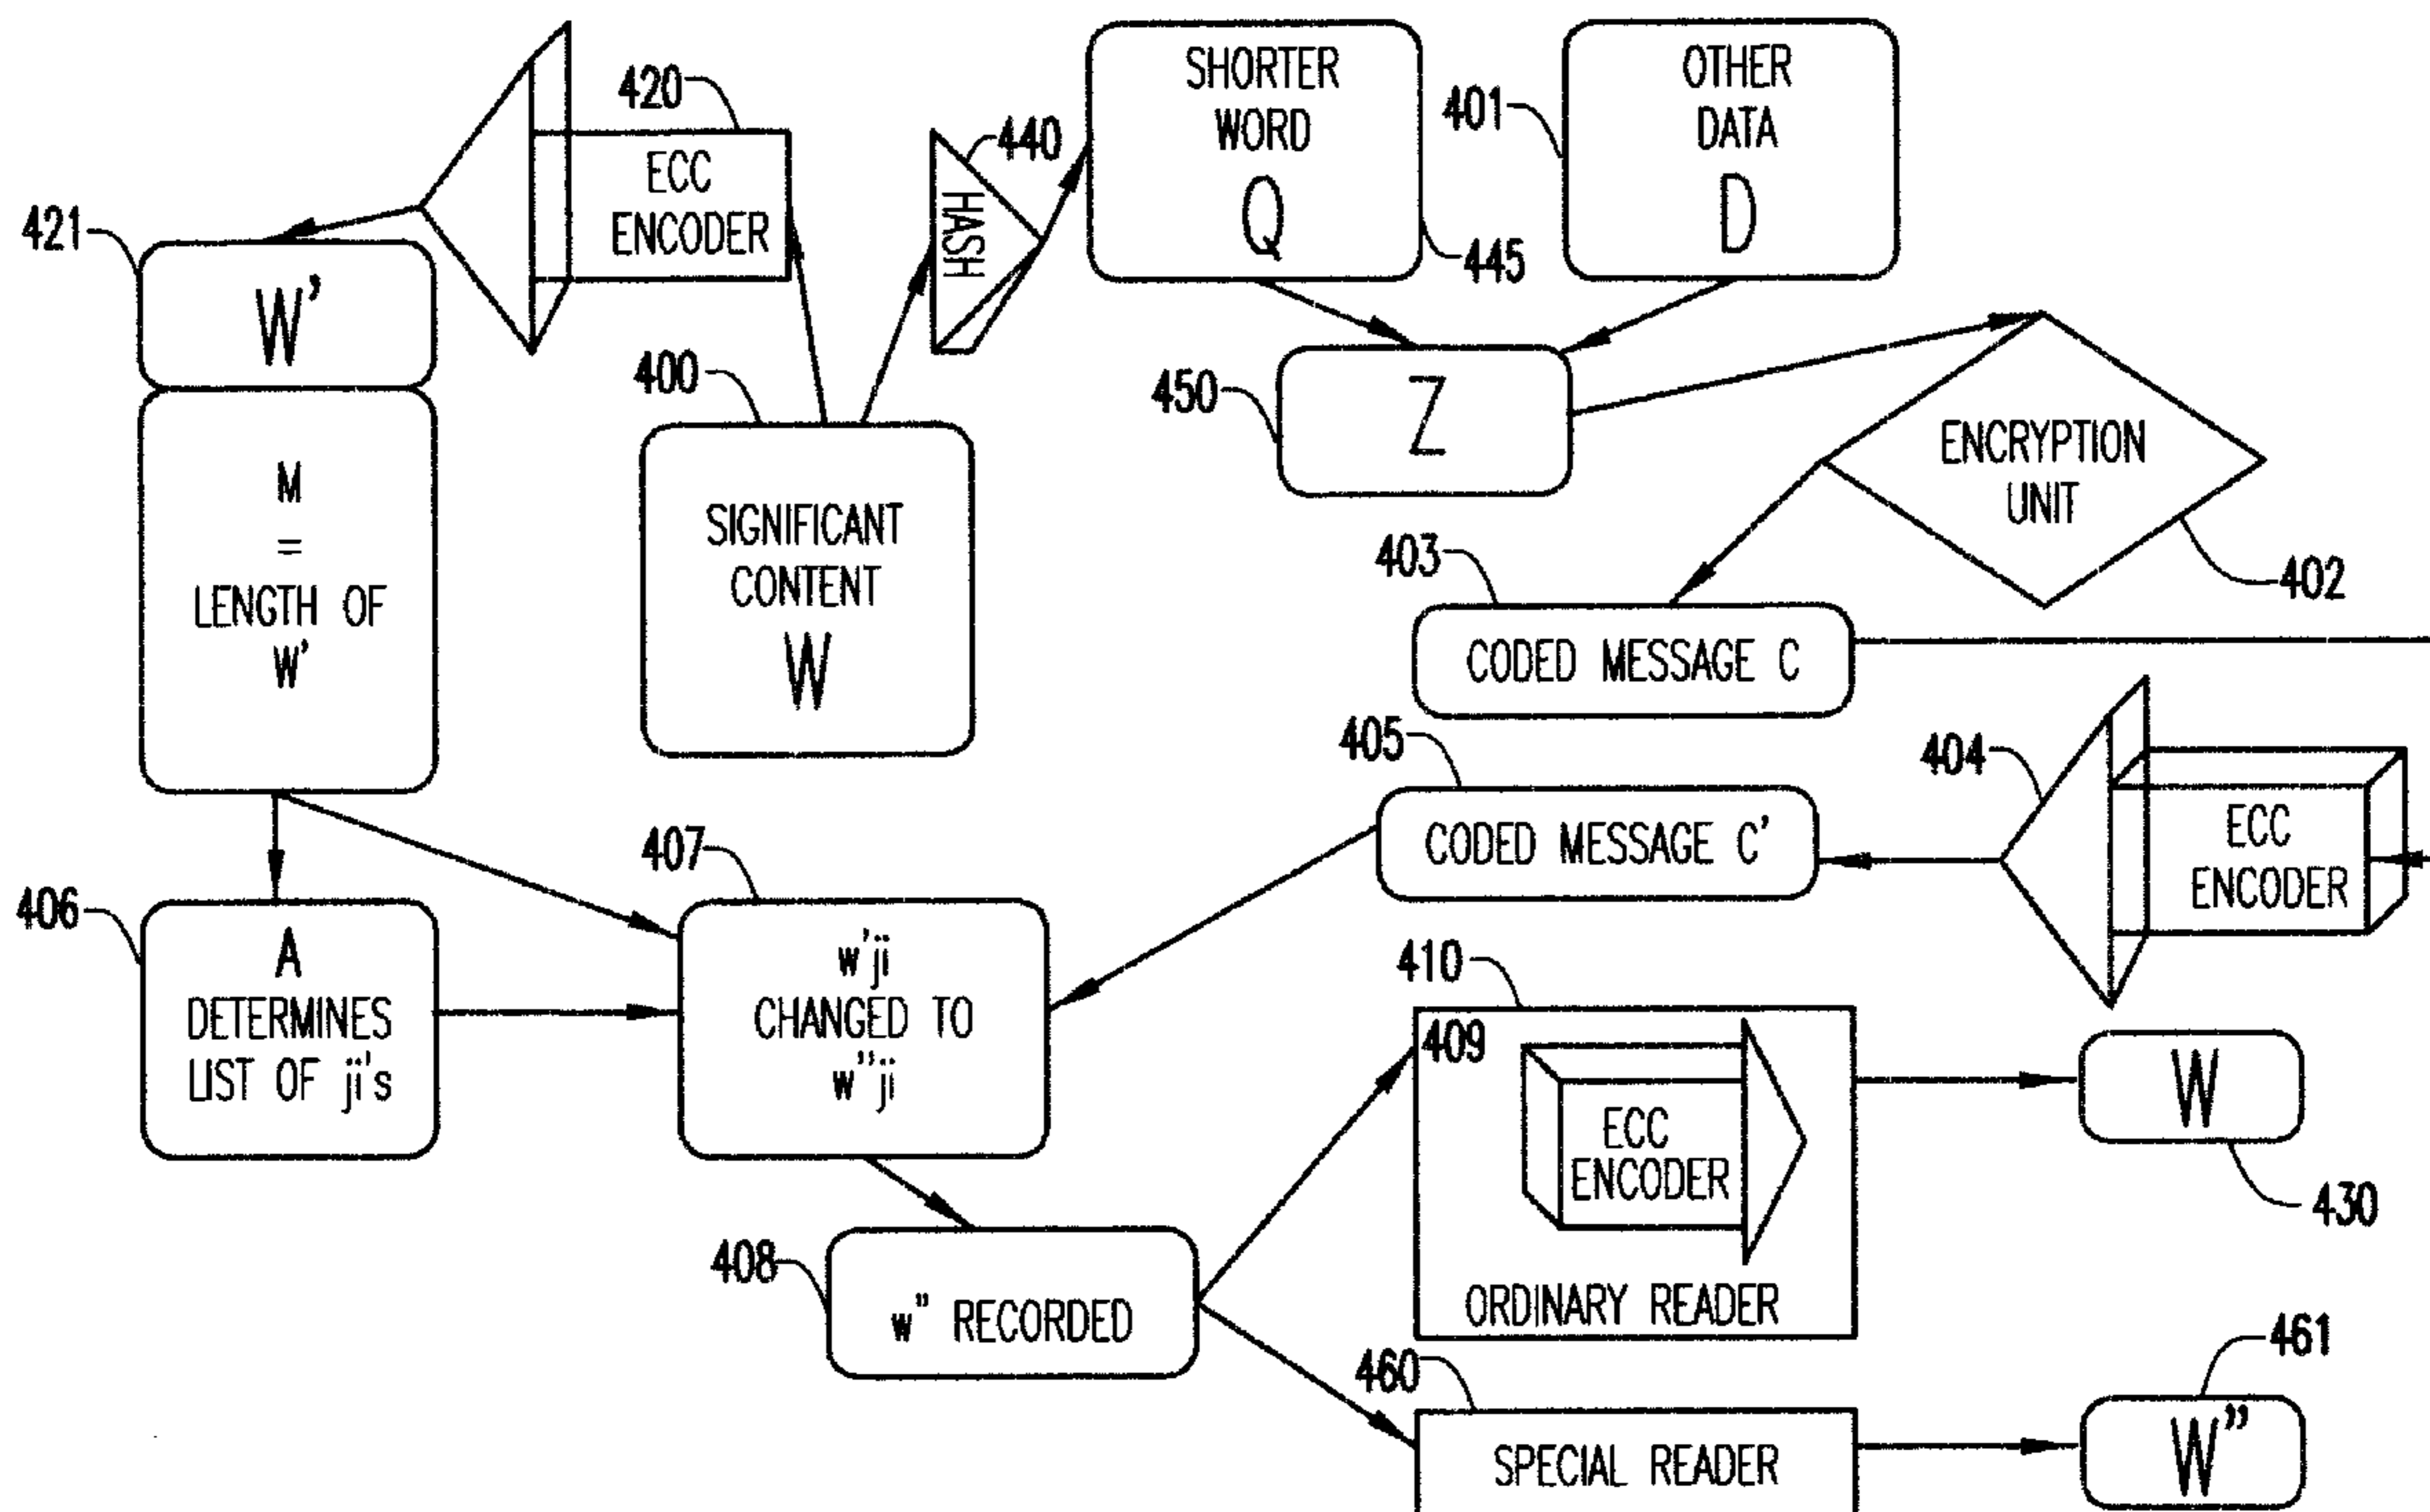 420
ECC
ENCODER
440
HASH
SHORTER
WORD
Q
445
401
OTHER
DATA
D
421
W'
M
=
LENGTH OF
W'
400
SIGNIFICANT
CONTENT
W
450
Z
ENCRYPTION
UNIT
402
403
CODED MESSAGE C
405
CODED MESSAGE C'
404
ECC
ENCODER
406
A
DETERMINES
LIST OF ji's
407
w'ji
CHANGED TO
w"ji
408
w" RECORDED
410
409
ECC
ENCODER
ORDINARY READER
W
430
460
SPECIAL READER
461
W"